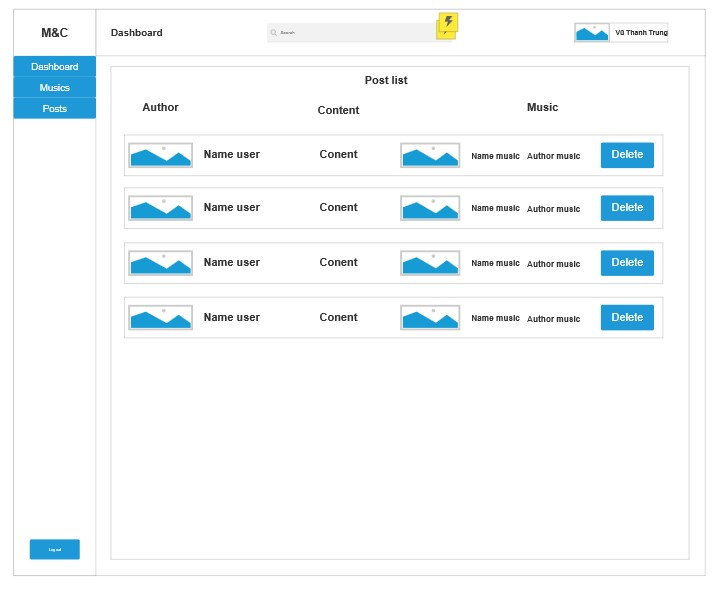 M&C
Dashboard
Search
Vũ Thanh Trung
Dashboard
Musics
Posts
Post list
Author
Content
Music
Name user
Conent
Name music
Author music
Delete
Name user
Conent
Name music
Author music
Delete
Name user
Conent
Name music
Author music
Delete
Name user
Conent
Name music
Author music
Delete
Log out